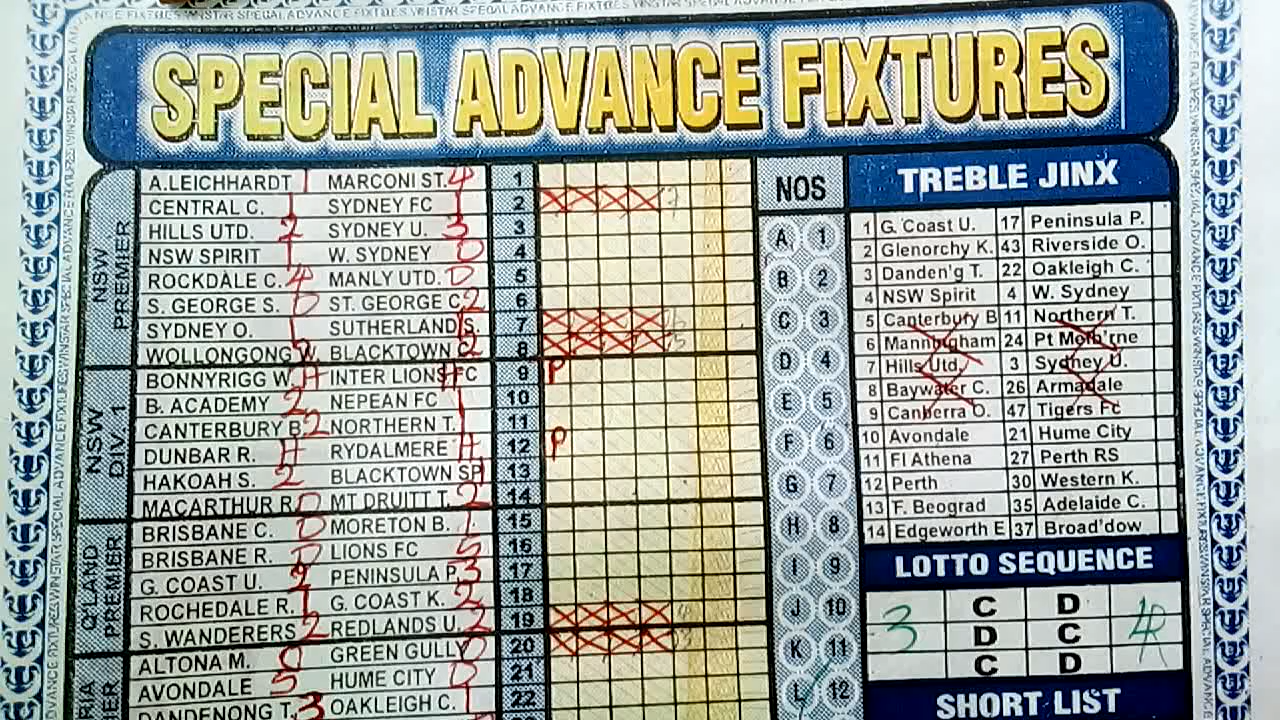 WINSTAR SPECIAL ADVANCE FIXTURES WINSTAR SPECIAL ADVANCE FIXTURES
SPECIAL ADVANCE FIXTURES
NSW PREMIER
A.LEICHHARDT 1 MARCONI ST. 4 1
CENTRAL C. 1 SYDNEY FC 1 2
HILLS UTD. 2 SYDNEY U. 3 3
NSW SPIRIT 1 W. SYDNEY 0 4
ROCKDALE C. 4 MANLY UTD. 0 5
S. GEORGE S. 0 ST. GEORGE C. 2 6
SYDNEY O. 1 SUTHERLAND S. 1 7
WOLLONGONG W. 2 BLACKTOWN C. 2 8
NSW DIV. 1
BONNYRIGG W. H INTER LIONS FC H 9 P
B. ACADEMY 2 NEPEAN FC 1 10
CANTERBURY B. 2 NORTHERN T. 1 11
DUNBAR R. H RYDALMERE H 12 P
HAKOAH S. 2 BLACKTOWN SP 1 13
MACARTHUR R. 0 MT DRUITT T. 2 14
Q'LAND PREMIER
BRISBANE C. 0 MORETON B. 1 15
BRISBANE R. 0 LIONS FC 5 16
G. COAST U. 2 PENINSULA P. 3 17
ROCHEDALE R. 1 G. COAST K. 2 18
S. WANDERERS 2 REDLANDS U. 2 19
ALTONA M. 0 GREEN GULLY 0 20
AVONDALE 5 HUME CITY 0 21
DANDENONG T. 3 OAKLEIGH C. 1 22
NOS
A 1
B 2
C 3
D 4
E 5
F 6
G 7
H 8
I 9
J 10
K 11
L 12
TREBLE JINX
1 G. Coast U. 17 Peninsula P.
2 Glenorchy K. 43 Riverside O.
3 Danden'g T. 22 Oakleigh C.
4 NSW Spirit 4 W. Sydney
5 Canterbury B 11 Northern T.
6 Manningham 24 Pt Melb'rne
7 Hills Utd, 3 Sydney U.
8 Baywater C. 26 Armadale
9 Canberra O. 47 Tigers Fc
10 Avondale 21 Hume City
11 Fl Athena 27 Perth RS
12 Perth 30 Western K.
13 F. Beograd 35 Adelaide C.
14 Edgeworth E 37 Broad'dow
LOTTO SEQUENCE
C D
3 D C
C D
SHORT LIST